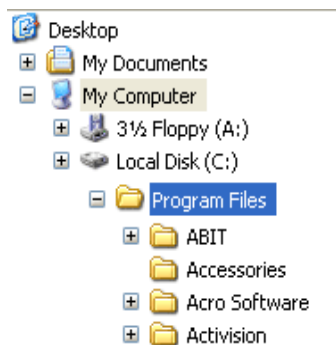 Desktop
My Documents
My Computer
3½ Floppy (A:)
Local Disk (C:)
Program Files
ABIT
Accessories
Acro Software
Activision